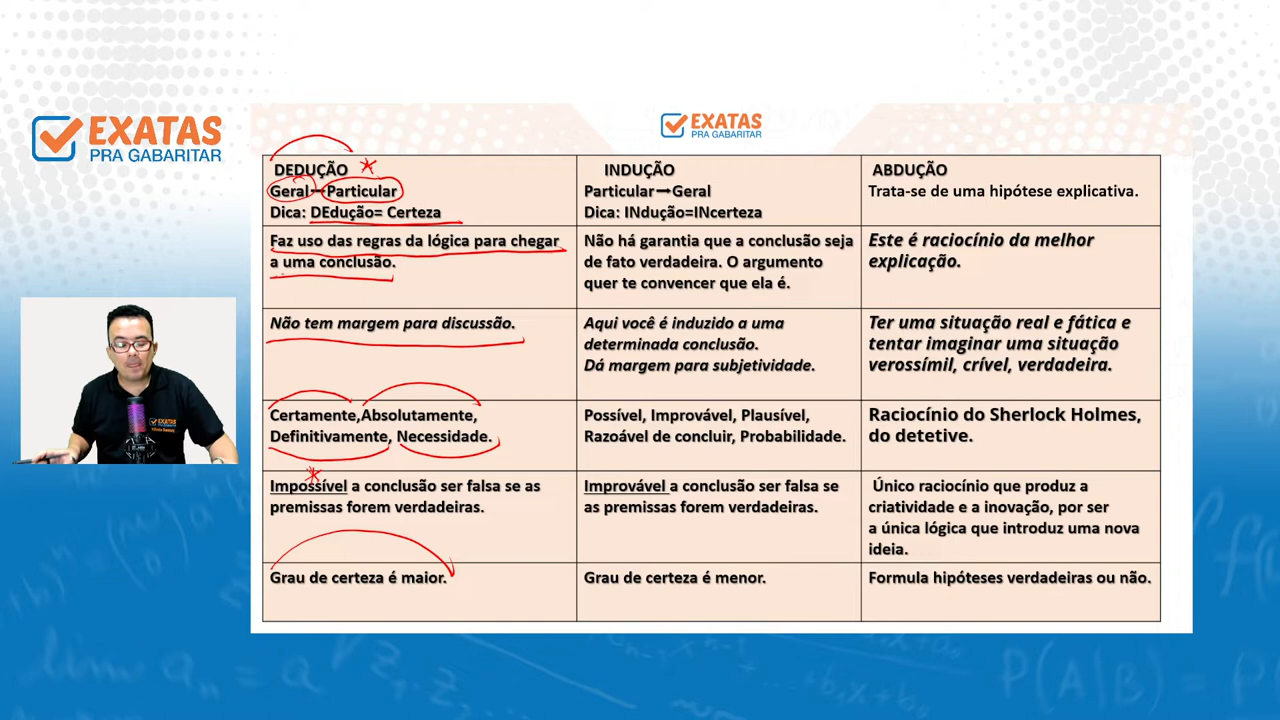 EXATAS
PRA GABARITAR
EXATAS
PRA GABARITAR
DEDUÇÃO
Geral→Particular
Dica: DEdução= Certeza
INDUÇÃO
Particular→Geral
Dica: INdução=INcerteza
ABDUÇÃO
Trata-se de uma hipótese explicativa.
Faz uso das regras da lógica para chegar
a uma conclusão.
Não há garantia que a conclusão seja
de fato verdadeira. O argumento
quer te convencer que ela é.
Este é raciocínio da melhor
explicação.
Não tem margem para discussão.
Aqui você é induzido a uma
determinada conclusão.
Dá margem para subjetividade.
Ter uma situação real e fática e
tentar imaginar uma situação
verossímil, crível, verdadeira.
Certamente,Absolutamente,
Definitivamente, Necessidade.
Possível, Improvável, Plausível,
Razoável de concluir, Probabilidade.
Raciocínio do Sherlock Holmes,
do detetive.
Impossível a conclusão ser falsa se as
premissas forem verdadeiras.
Improvável a conclusão ser falsa se
as premissas forem verdadeiras.
Único raciocínio que produz a
criatividade e a inovação, por ser
a única lógica que introduz uma nova
ideia.
Grau de certeza é maior.
Grau de certeza é menor.
Formula hipóteses verdadeiras ou não.